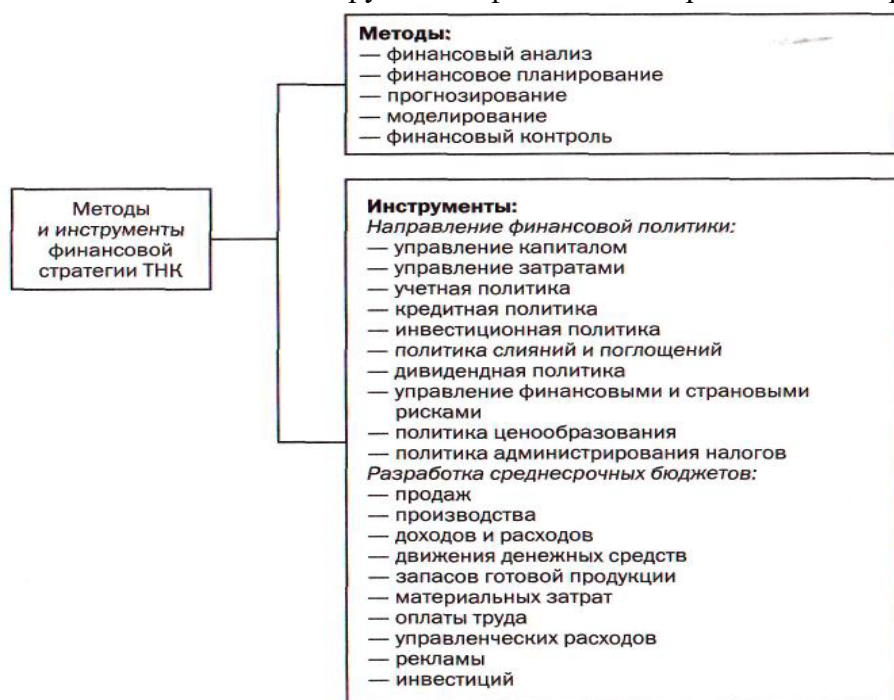 Методы:
— финансовый анализ
— финансовое планирование
— прогнозирование
— моделирование
— финансовый контроль
Методы
и инструменты
финансовой
стратегии ТНК
Инструменты:
Направление финансовой политики:
— управление капиталом
— управление затратами
— учетная политика
— кредитная политика
— инвестиционная политика
— политика слияний и поглощений
— дивидендная политика
— управление финансовыми и страновыми
рисками
— политика ценообразования
— политика администрирования налогов
Разработка среднесрочных бюджетов:
— продаж
— производства
— доходов и расходов
— движения денежных средств
— запасов готовой продукции
— материальных затрат
— оплаты труда
— управленческих расходов
— рекламы
— инвестиций